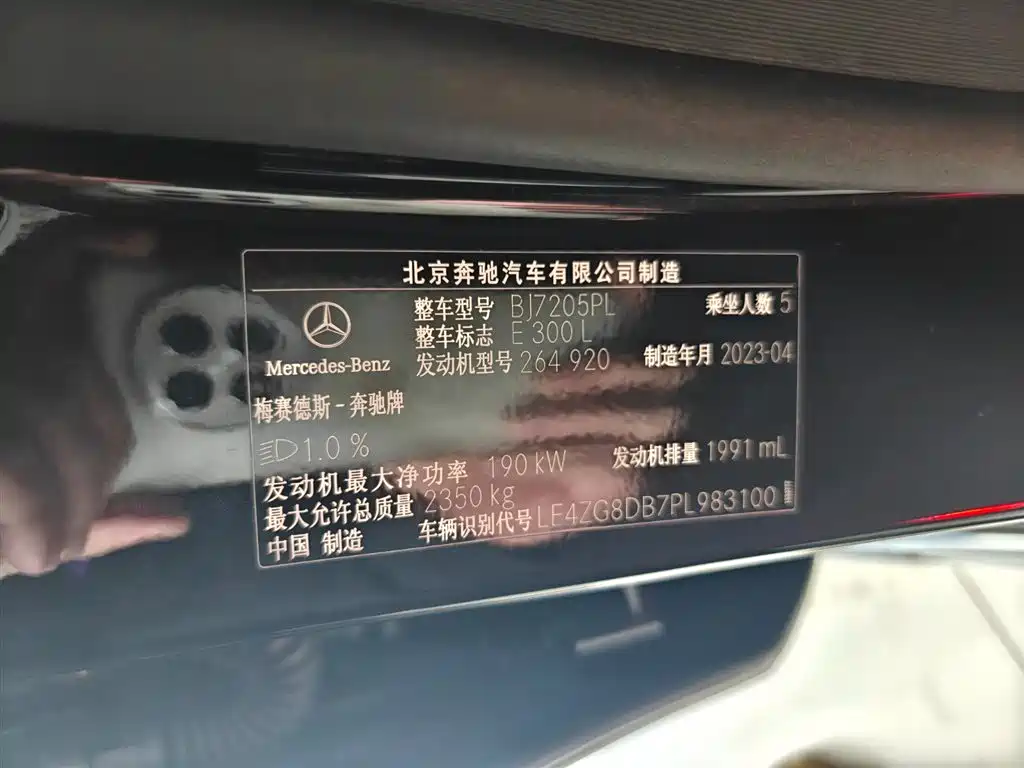 北京奔驰汽车有限公司制造
整车型号 BJ7205PL 乘坐人数 5
整车标志 E 300 L
Mercedes-Benz 发动机型号 264 920 制造年月 2023-04
梅赛德斯-奔驰牌
1.0 %
发动机最大净功率 190 kW 发动机排量 1991 mL
最大允许总质量 2350 kg
中国 制造 车辆识别代号 LE4ZG8DB7PL983100